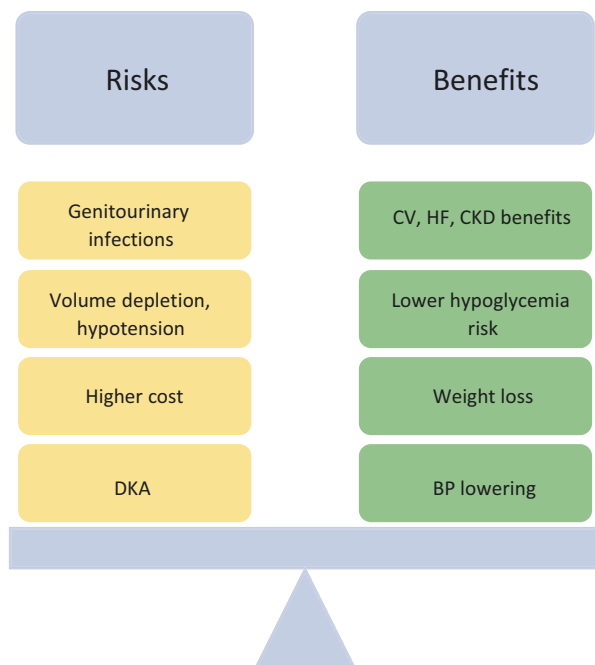 Risks
Benefits
Genitourinary
infections
CV, HF, CKD benefits
Volume depletion,
hypotension
Lower hypoglycemia
risk
Higher cost
Weight loss
DKA
BP lowering